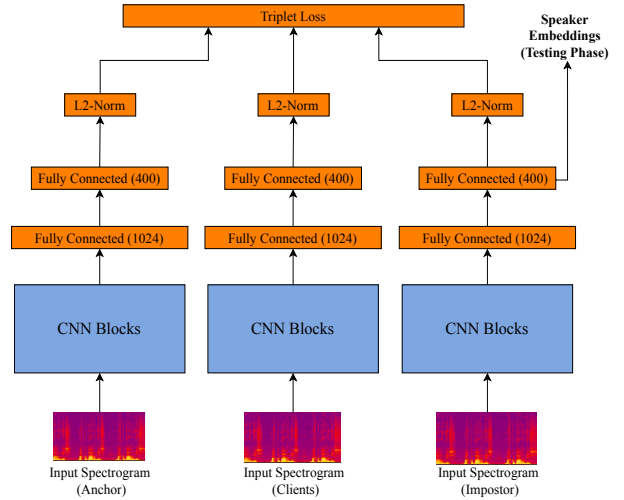 Triplet Loss
Speaker
Embeddings
(Testing Phase)
L2-Norm
L2-Norm
L2-Norm
Fully Connected (400)
Fully Connected (400)
Fully Connected (400)
Fully Connected (1024)
Fully Connected (1024)
Fully Connected (1024)
CNN Blocks
CNN Blocks
CNN Blocks
Input Spectrogram
(Anchor)
Input Spectrogram
(Clients)
Input Spectrogram
(Impostor)